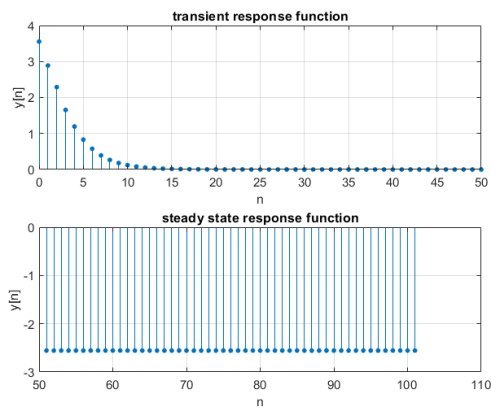 transient response function
4
3
2
1
0
y[n]
0 5 10 15 20 25 30 35 40 45 50
n
steady state response function
0
-1
-2
-3
y[n]
50 60 70 80 90 100 110
n